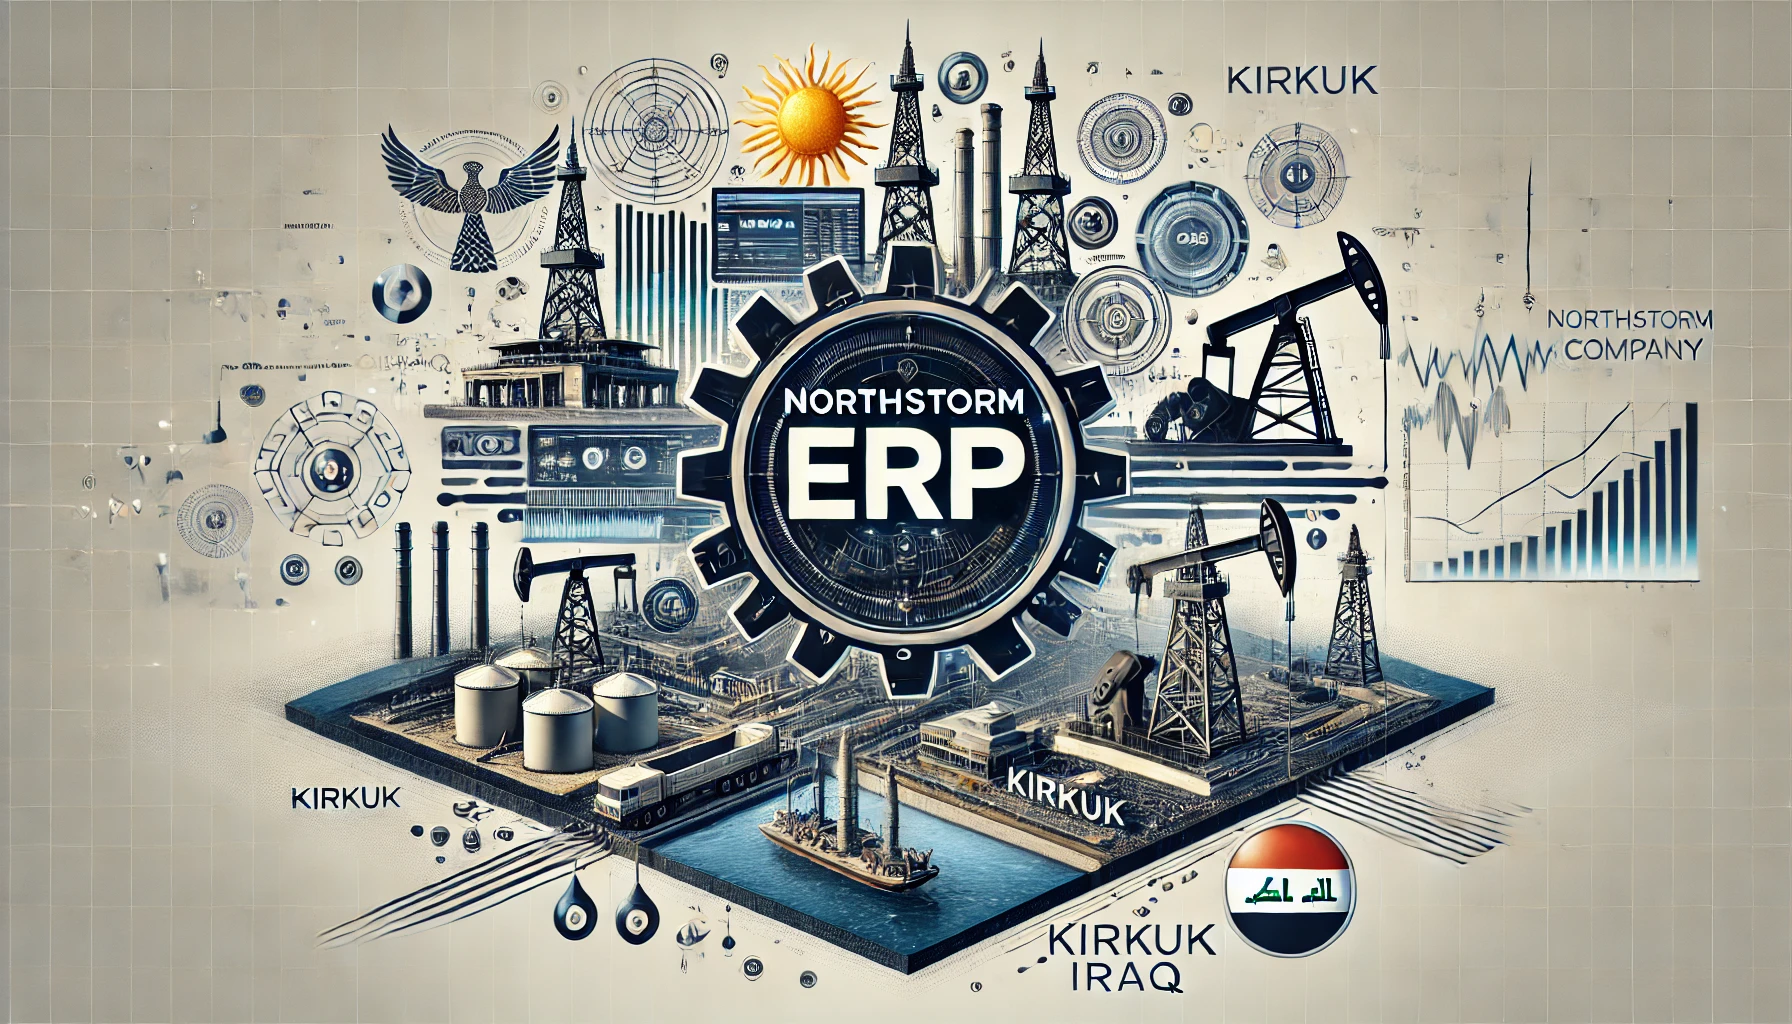 KIRKUK
NORTHSTORM
COMPANY
NORTHSTORM
ERP
KIRKUK
KIRKUK
KIRKUK
IRAQ